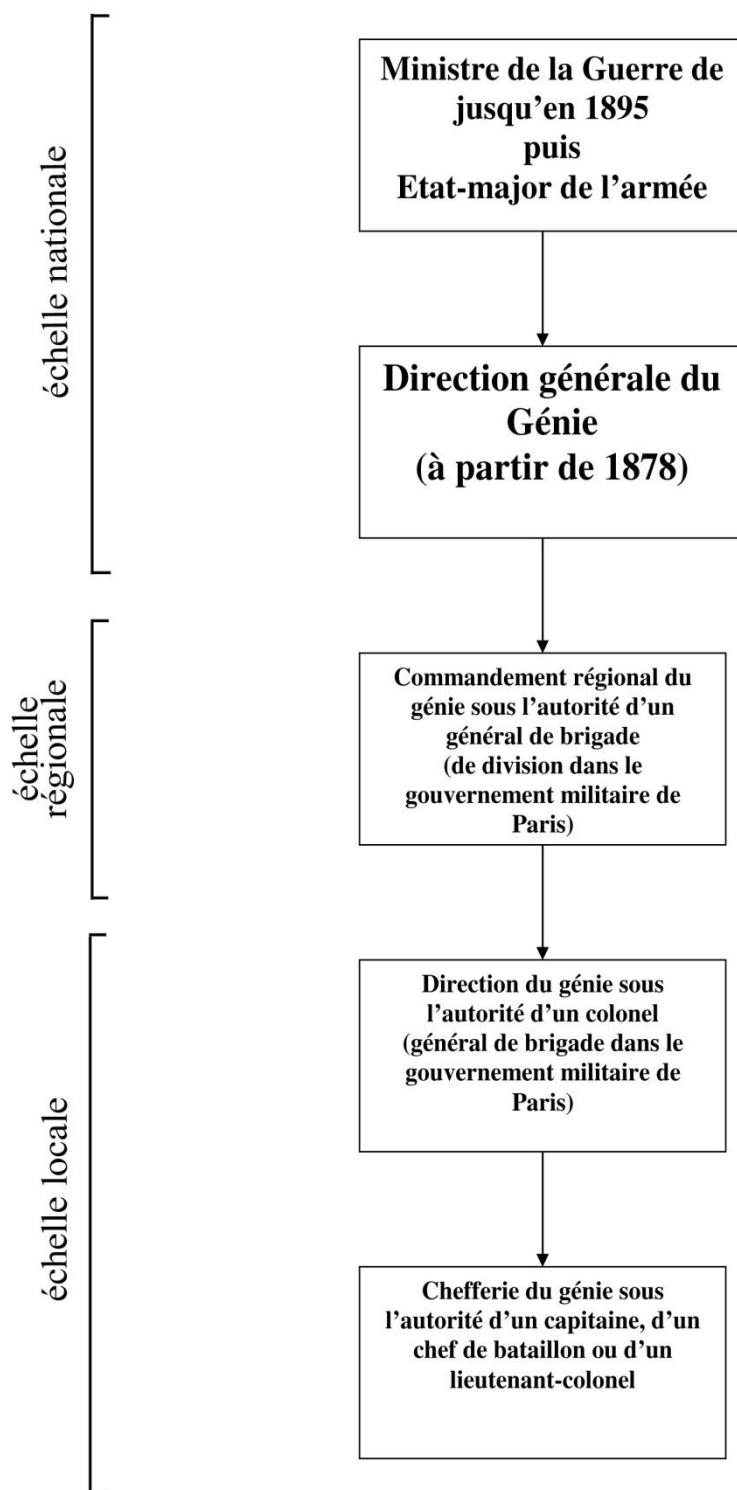 échelle nationale
Ministre de la Guerre de
jusqu’en 1895
puis
Etat-major de l’armée
Direction générale du
Génie
(à partir de 1878)
échelle
régionale
Commandement régional du
génie sous l’autorité d’un
général de brigade
(de division dans le
gouvernement militaire de
Paris)
échelle locale
Direction du génie sous
l’autorité d’un colonel
(général de brigade dans le
gouvernement militaire de
Paris)
Chefferie du génie sous
l’autorité d’un capitaine, d’un
chef de bataillon ou d’un
lieutenant-colonel